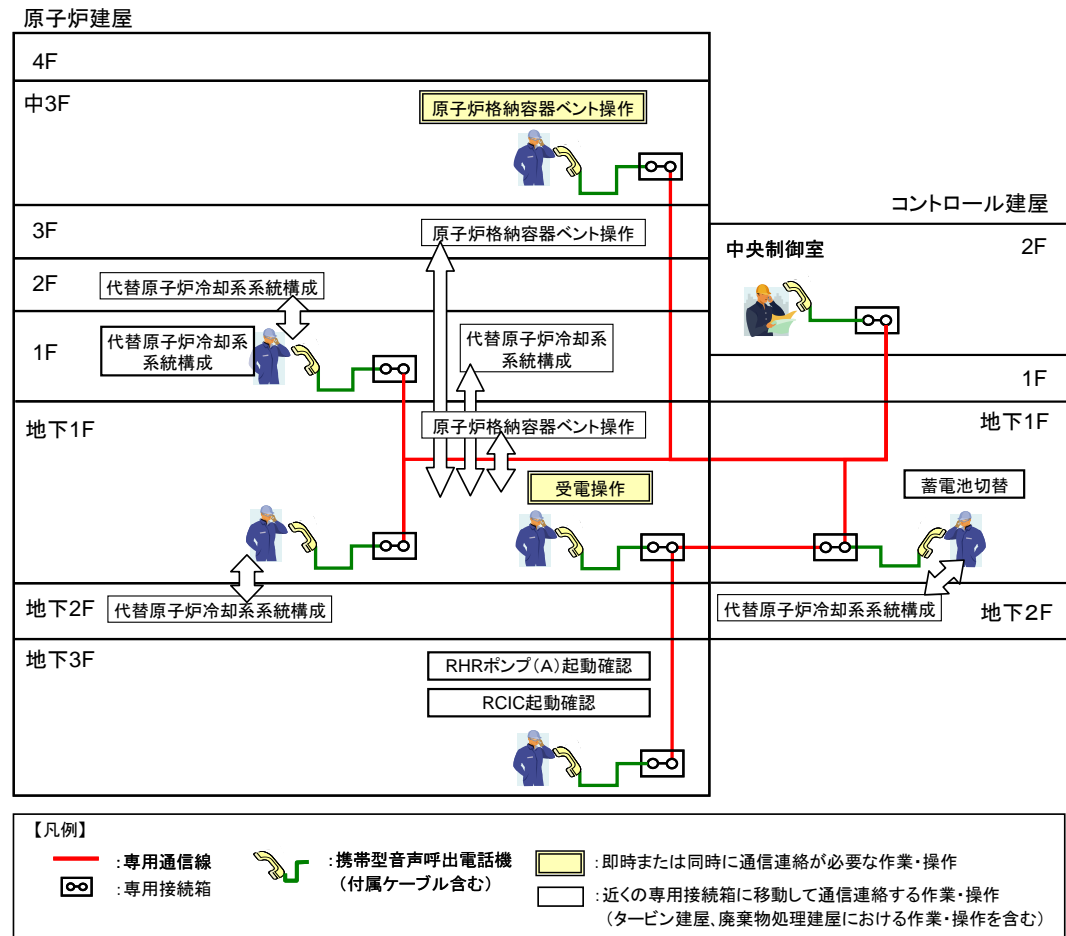 原子炉建屋
4F
中3F
原子炉格納容器ベント操作
コントロール建屋
3F
原子炉格納容器ベント操作
中央制御室
2F
2F
代替原子炉冷却系系統構成
1F
代替原子炉冷却系
系統構成
代替原子炉冷却系
系統構成
1F
地下1F
原子炉格納容器ベント操作
地下1F
受電操作
蓄電池切替
地下2F
代替原子炉冷却系系統構成
代替原子炉冷却系系統構成
地下2F
地下3F
RHRポンプ(A)起動確認
RCIC起動確認
【凡例】
:専用通信線
:専用接続箱
:携帯型音声呼出電話機
(付属ケーブル含む)
:即時または同時に通信連絡が必要な作業・操作
:近くの専用接続箱に移動して通信連絡する作業・操作
(タービン建屋、廃棄物処理建屋における作業・操作を含む)